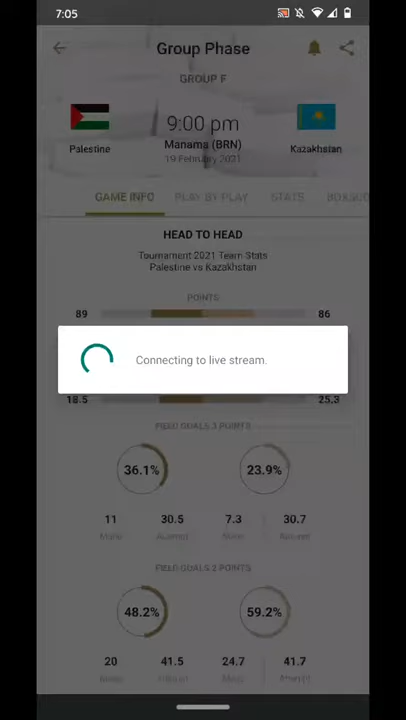 7:05
Group Phase
GROUP F
9:00 pm
Palestine
Manama (BRN)
Kazakhstan
19 February 2021
GAME INFO PLAY BY PLAY STATS
HEAD TO HEAD
Tournament 2021 Team Stats
Palestine vs Kazakhstan
POINTS
89 86
Connecting to live stream.
18.5 25.3
FIELD GOALS 3 POINTS
36.1% 23.9%
11 30.5 7.3 30.7
FIELD GOALS 2 POINTS
48.2% 59.2%
20 41.5 24.7 41.7